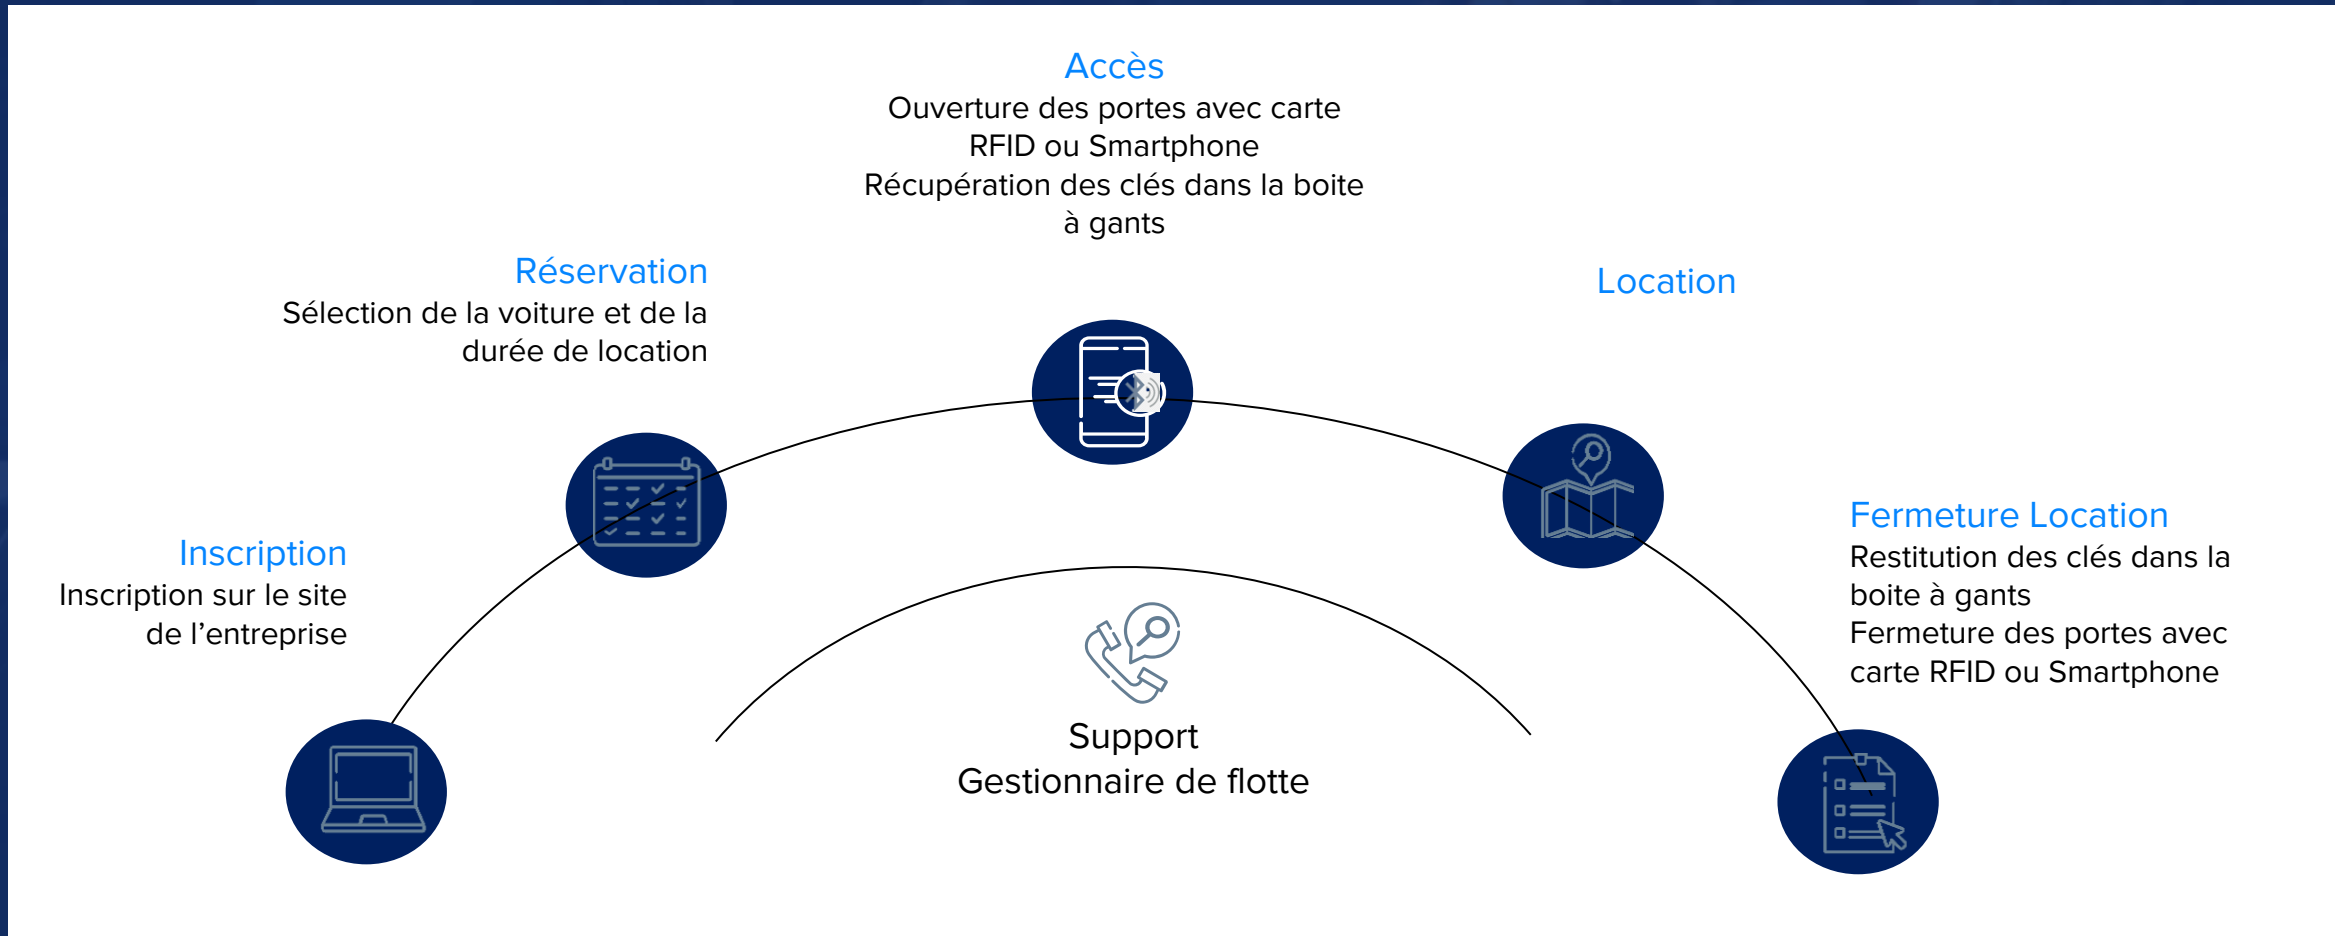 Inscription
Inscription sur le site
de l’entreprise
Réservation
Sélection de la voiture et de la
durée de location
Accès
Ouverture des portes avec carte
RFID ou Smartphone
Récupération des clés dans la boite
à gants
Location
Fermeture Location
Restitution des clés dans la
boite à gants
Fermeture des portes avec
carte RFID ou Smartphone
Support
Gestionnaire de flotte